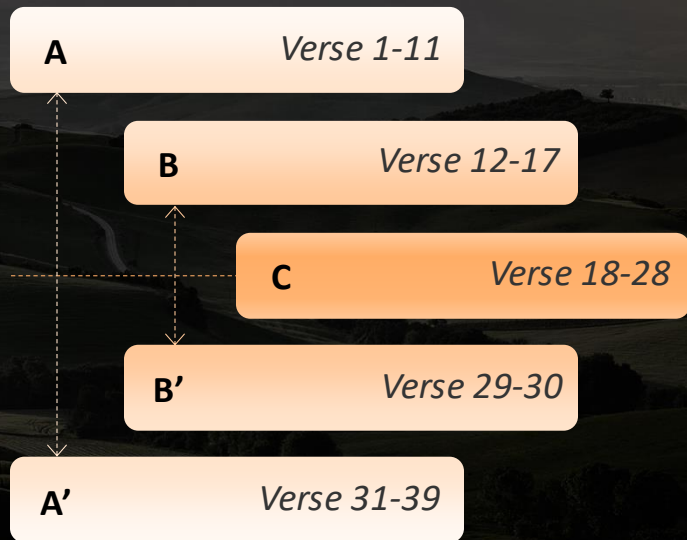 A Verse 1-11
B Verse 12-17
C Verse 18-28
B’ Verse 29-30
A’ Verse 31-39